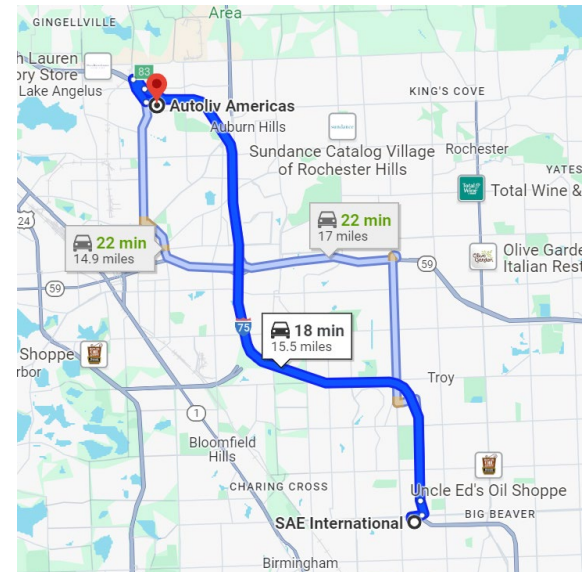 GINGELLVILLE
Area
h Lauren
ory Store
Lake Angelus
83
Autoliv Americas
Auburn Hills
KING'S COVE
Sundance Catalog Village
of Rochester Hills
Rochester
YATES
Total Wine &
24
22 min
14.9 miles
22 min
17 miles
59
Olive Garde
Italian Rest
59
75
18 min
15.5 miles
Shoppe
rbor
Troy
1
Bloomfield
Hills
CHARING CROSS
Uncle Ed's Oil Shoppe
SAE International
BIG BEAVER
Birmingham